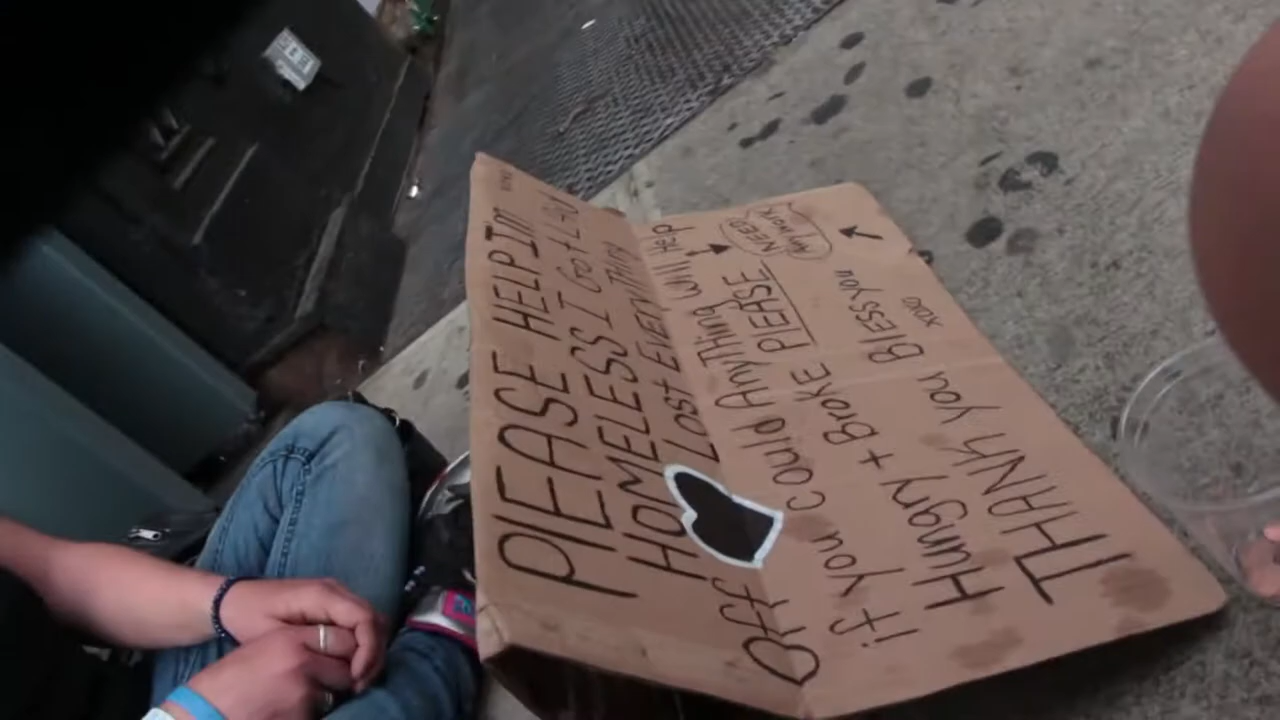 PLEASE HELP I'm
HOMELESS I Got LAid
Off Lost EVERYTHiNg
if you could ANyTHiNg will Help
Hungry + Broke PLEASE
NEED
Any work
THANK you Bless you
xoxo